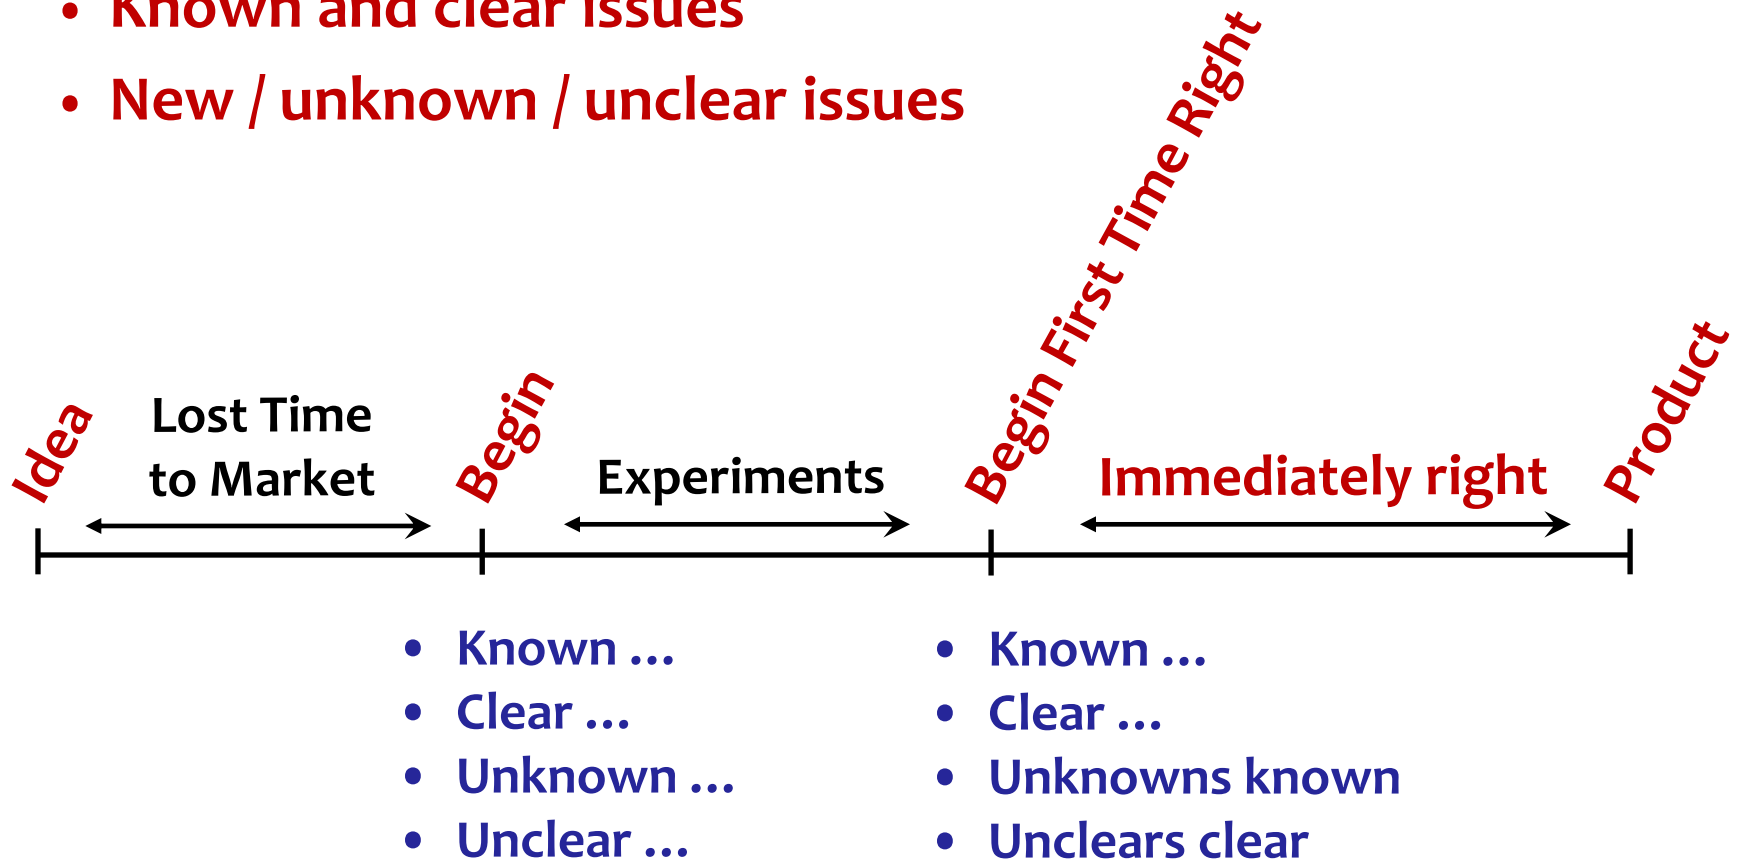 • Known and clear issues
• New / unknown / unclear issues
Idea
Lost Time
to Market
Begin
Experiments
Begin First Time Right
Immediately right
Product
• Known ...
• Clear ...
• Unknown ...
• Unclear ...
• Known ...
• Clear ...
• Unknowns known
• Unclears clear